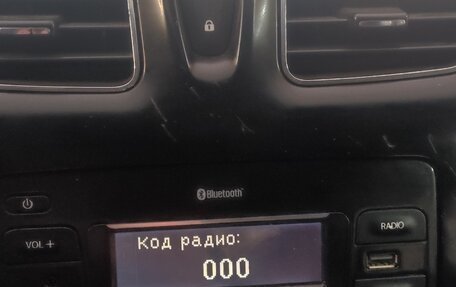 Bluetooth
VOL +
RADIO
Код радио:
000